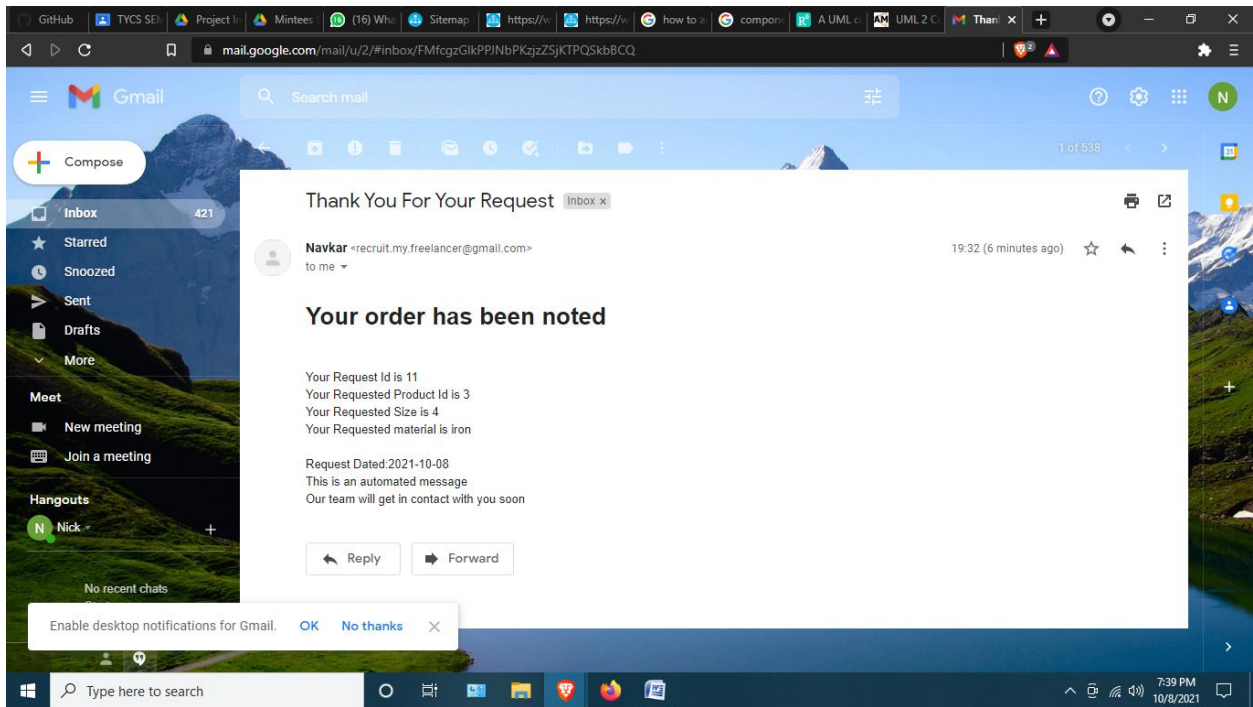 GitHub TYCS SEM Project In Mintees (16) Wha Sitemap https://w https://w how to a compone A UML co UML 2 C Thanl
mail.google.com/mail/u/2/#inbox/FMfcgzGlkPPJNbPKzjzZSjKTPQSkbBCQ
Gmail
Search mail
N
Compose
1 of 538
31
Inbox 421
Starred
Snoozed
Sent
Drafts
More
Meet
New meeting
Join a meeting
Hangouts
N Nick
No recent chats
Thank You For Your Request Inbox x
Navkar <recruit.my.freelancer@gmail.com> 19:32 (6 minutes ago)
to me
Your order has been noted
Your Request Id is 11
Your Requested Product Id is 3
Your Requested Size is 4
Your Requested material is iron
Request Dated:2021-10-08
This is an automated message
Our team will get in contact with you soon
Reply Forward
Enable desktop notifications for Gmail. OK No thanks
Type here to search
7:39 PM
10/8/2021